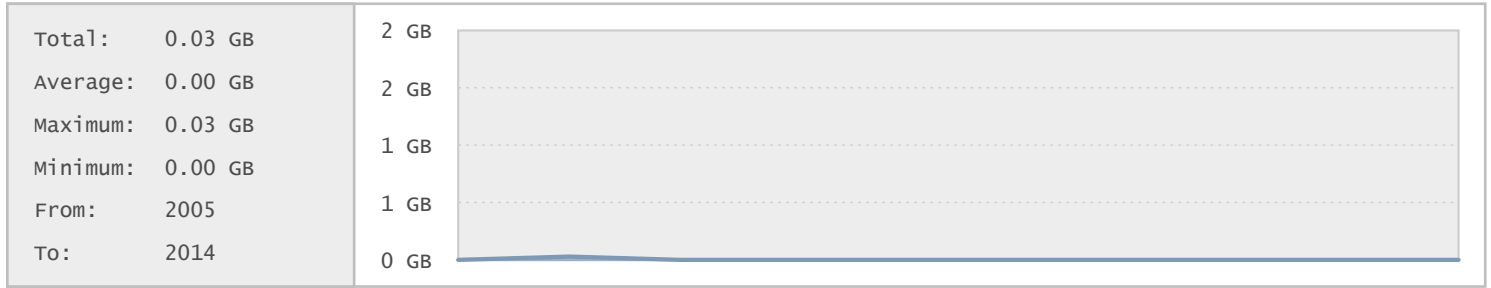 Total: 0.03 GB
Average: 0.00 GB
Maximum: 0.03 GB
Minimum: 0.00 GB
From: 2005
To: 2014
2 GB
2 GB
1 GB
1 GB
0 GB